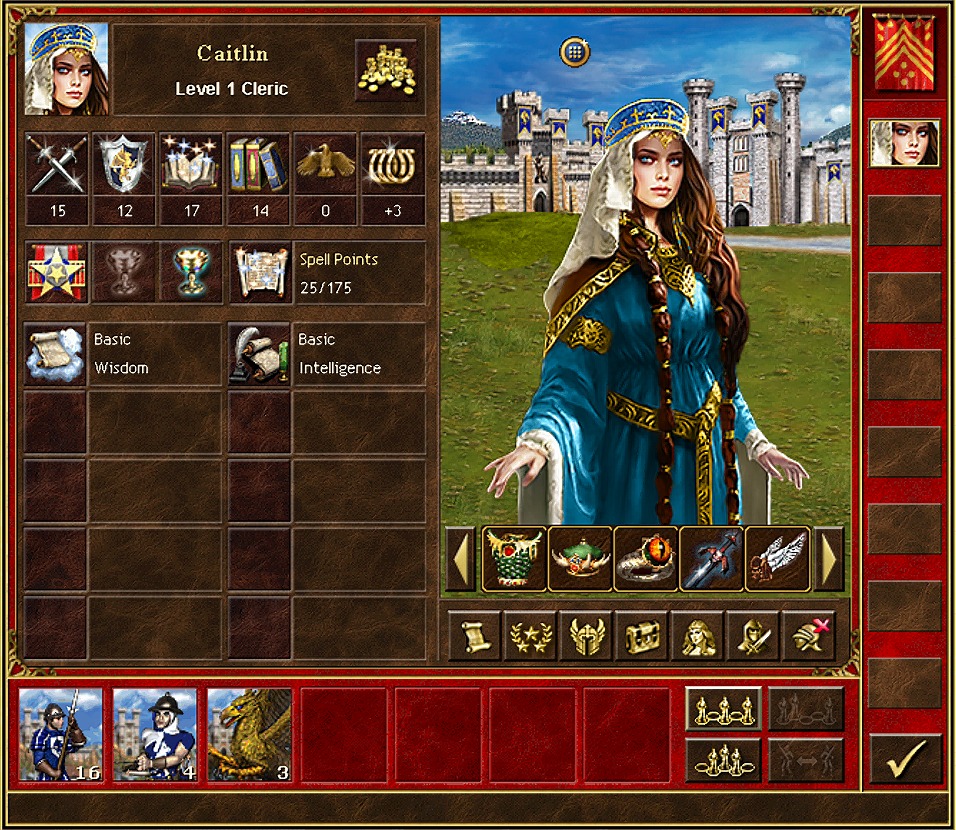 Caitlin
Level 1 Cleric
15
12
17
14
0
+3
Spell Points
25/175
Basic
Wisdom
Basic
Intelligence
16
4
3